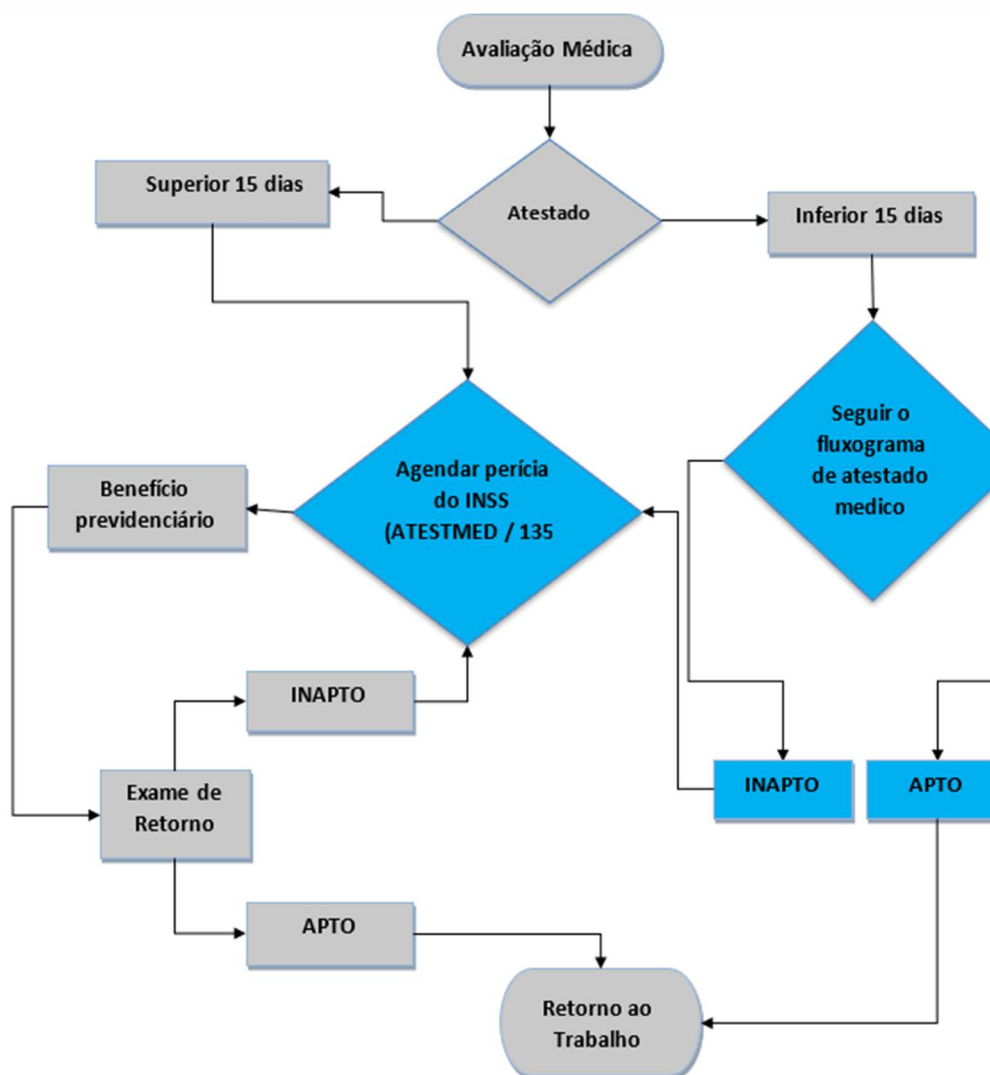 Avaliação Médica
Superior 15 dias
Atestado
Inferior 15 dias
Seguir o
fluxograma
de atestado
medico
Agendar perícia
do INSS
(ATESTMED / 135
Benefício
previdenciário
INAPTO
Exame de
Retorno
INAPTO
APTO
APTO
Retorno ao
Trabalho